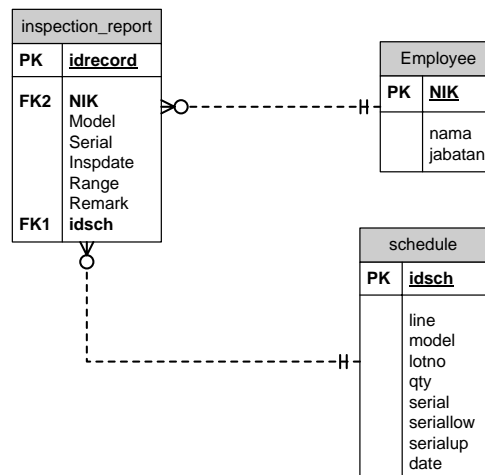 inspection_report
PK idrecord
FK2 NIK
Model
Serial
Inspdate
Range
Remark
FK1 idsch
Employee
PK NIK
nama
jabatan
schedule
PK idsch
line
model
lotno
qty
serial
seriallow
serialup
date